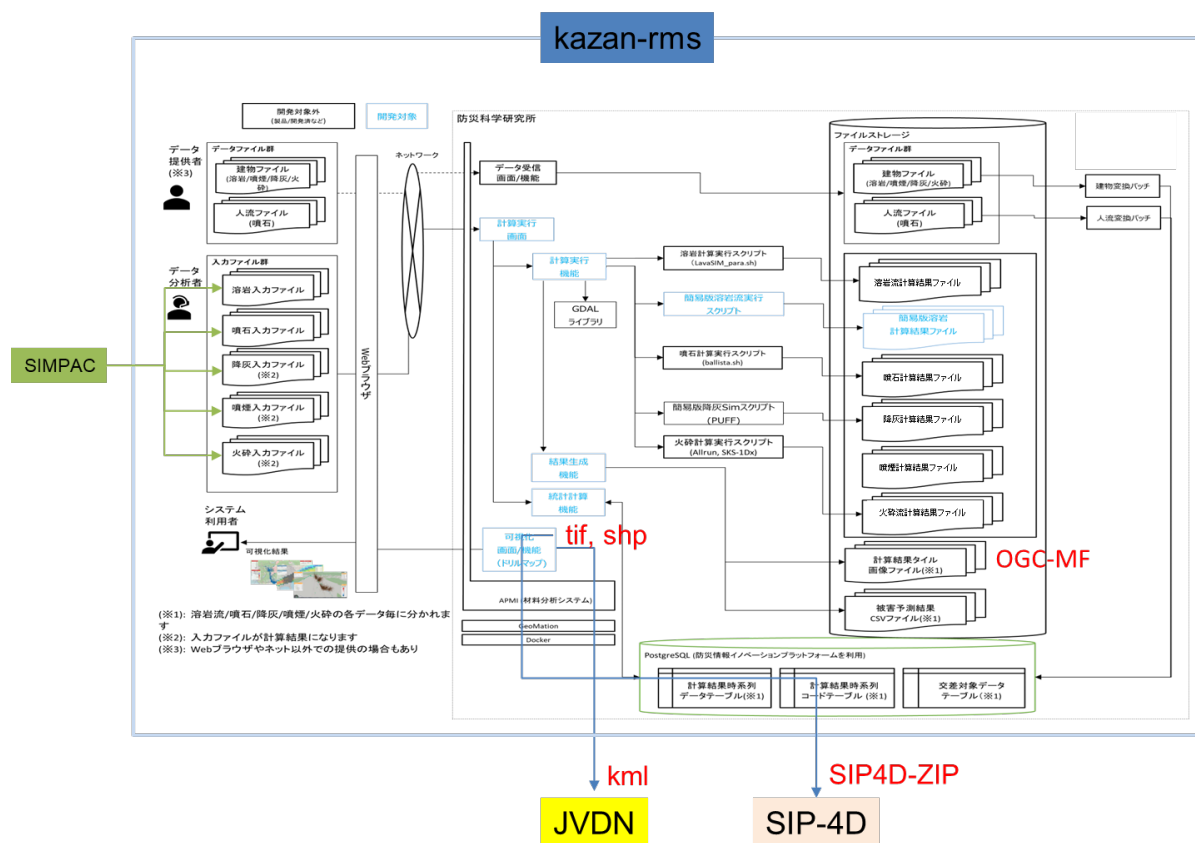 kazan-rms
開発対象外
(製品/開発済など)
開発対象
防災科学研究所
データ
提供者
(※3)
データファイル群
建物ファイル
(溶岩/噴煙/降灰/火
砕)
人流ファイル
(噴石)
ネットワーク
データ受信
画面/機能
ファイルストレージ
データファイル群
建物ファイル
(溶岩/噴煙/降灰/火砕)
人流ファイル
(噴石)
建物変換バッチ
人流変換バッチ
データ
分析者
入力ファイル群
溶岩入力ファイル
噴石入力ファイル
降灰入力ファイル
(※2)
噴煙入力ファイル
(※2)
火砕入力ファイル
(※2)
SIMPAC
Webブラウザ
計算実行
画面
計算実行
機能
GDAL
ライブラリ
溶岩計算実行スクリプト
(LavaSIM_para.sh)
簡易版溶岩流実行
スクリプト
噴石計算実行スクリプト
(ballista.sh)
簡易版降灰Simスクリプト
(PUFF)
火砕計算実行スクリプト
(Allrun, SKS-1Dx)
溶岩流計算結果ファイル
簡易版溶岩
計算結果ファイル
噴石計算結果ファイル
降灰計算結果ファイル
噴煙計算結果ファイル
火砕流計算結果ファイル
結果生成
機能
統計計算
機能
システム
利用者
可視化結果
可視化
画面/機能
(ドリルマップ)
tif, shp
計算結果タイル
画像ファイル(※1)
OGC-MF
被害予測結果
CSVファイル(※1)
APMI (材料分析システム)
GeoMation
Docker
(※1): 溶岩流/噴石/降灰/噴煙/火砕の各データ毎に分かれま
す
(※2): 入力ファイルが計算結果になります
(※3): Webブラウザやネット以外での提供の場合もあり
PostgreSQL (防災情報イノベーションプラットフォームを利用)
計算結果時系列
データテーブル(※1)
計算結果時系列
コードテーブル (※1)
交差対象データ
テーブル(※1)
kml
SIP4D-ZIP
JVDN
SIP-4D